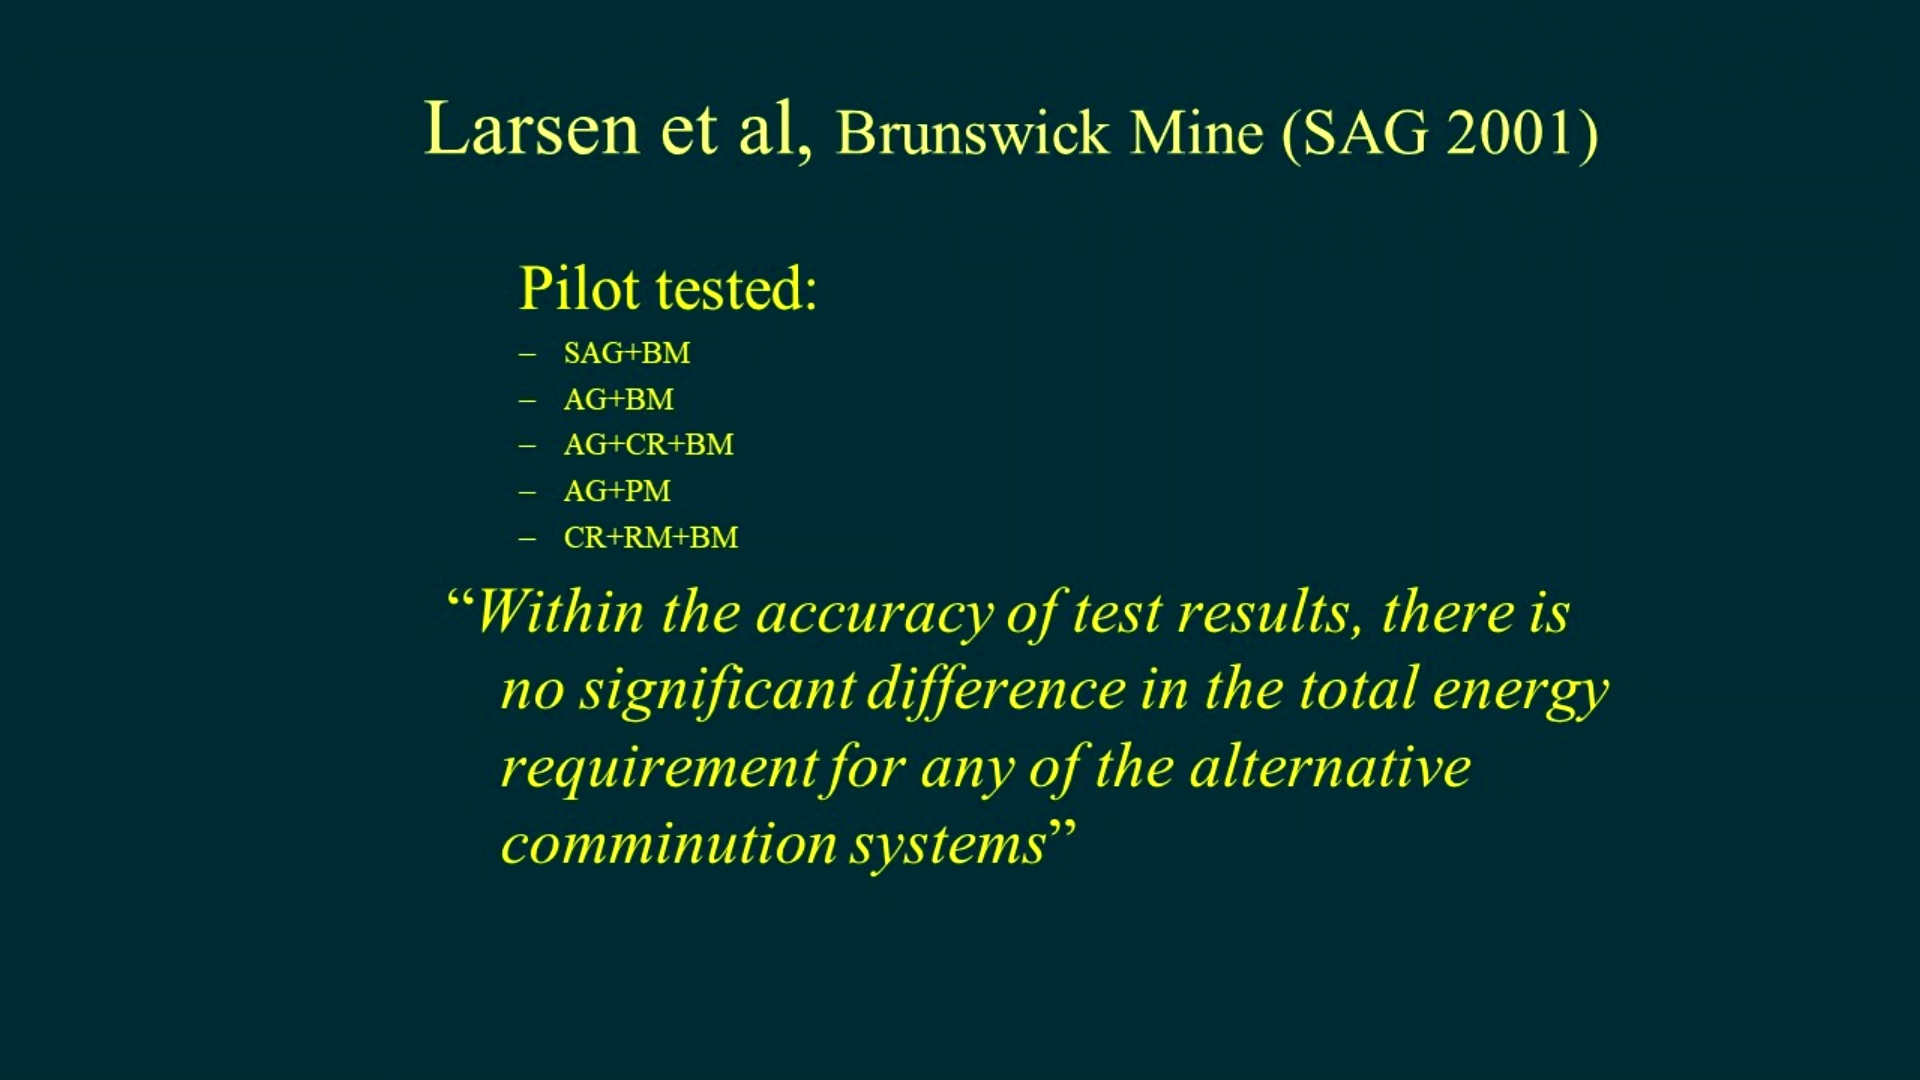 Larsen et al, Brunswick Mine (SAG 2001)
Pilot tested:
– SAG+BM
– AG+BM
– AG+CR+BM
– AG+PM
– CR+RM+BM
“Within the accuracy of test results, there is
no significant difference in the total energy
requirement for any of the alternative
comminution systems”